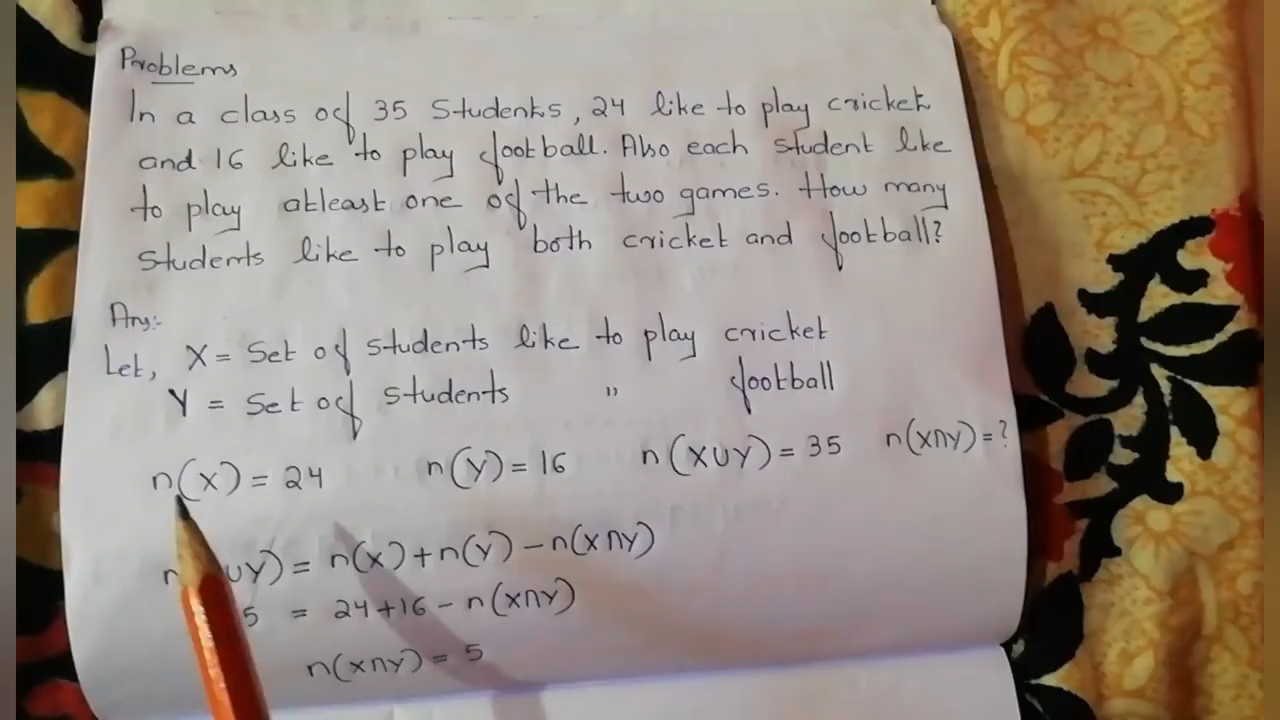 Problems
In a class of 35 students, 24 like to play cricket
and 16 like to play football. Also each student like
to play atleast one of the two games. How many
students like to play both cricket and football?
Ans:-
Let, X = Set of students like to play cricket
Y = Set of students " football
n(X) = 24 n(Y) = 16 n(X∪Y) = 35 n(X∩Y) = ?
n ∪Y) = n(X) + n(Y) - n(X∩Y)
5 = 24+16 - n(X∩Y)
n(X∩Y) = 5